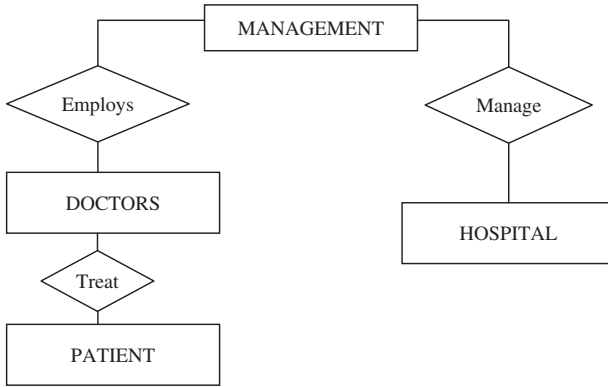 MANAGEMENT
Employs
Manage
DOCTORS
HOSPITAL
Treat
PATIENT